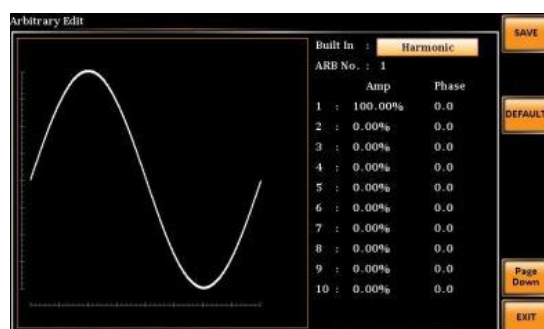 Arbitrary Edit
Built In : Harmonic
ARB No. : 1
Amp Phase
1 : 100.00% 0.0
2 : 0.00% 0.0
3 : 0.00% 0.0
4 : 0.00% 0.0
5 : 0.00% 0.0
6 : 0.00% 0.0
7 : 0.00% 0.0
8 : 0.00% 0.0
9 : 0.00% 0.0
10 : 0.00% 0.0
SAVE
DEFAULT
Page
Down
EXIT